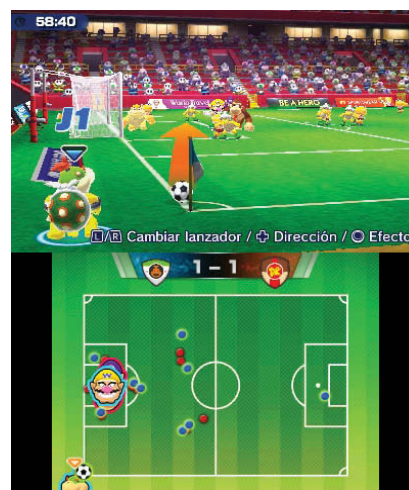 58:40
BE A HERO
J1
L/R Cambiar lanzador / Dirección / Efecto
1 – 1